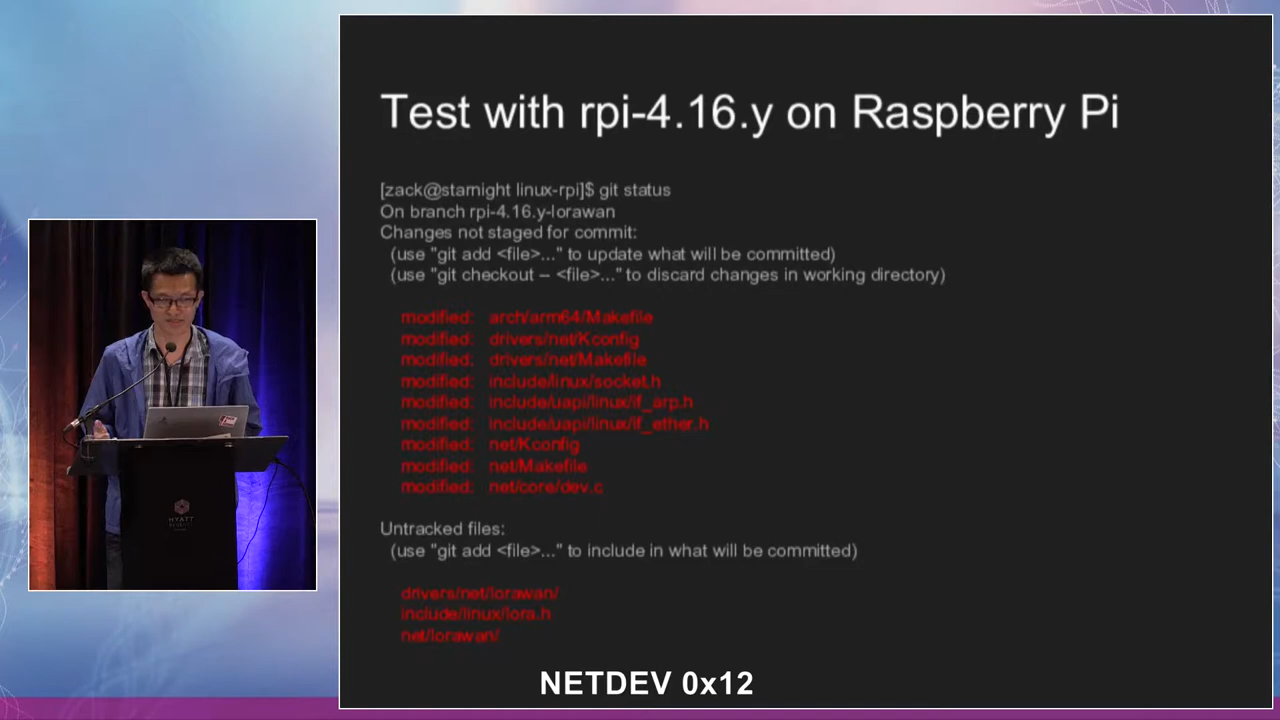 Test with rpi-4.16.y on Raspberry Pi
[zack@starnight linux-rpi]$ git status
On branch rpi-4.16.y-lorawan
Changes not staged for commit:
(use "git add <file>..." to update what will be committed)
(use "git checkout -- <file>..." to discard changes in working directory)
modified: arch/arm64/Makefile
modified: drivers/net/Kconfig
modified: drivers/net/Makefile
modified: include/linux/socket.h
modified: include/uapi/linux/if_arp.h
modified: include/uapi/linux/if_ether.h
modified: net/Kconfig
modified: net/Makefile
modified: net/core/dev.c
Untracked files:
(use "git add <file>..." to include in what will be committed)
drivers/net/lorawan/
include/linux/lora.h
net/lorawan/
NETDEV 0x12
HYATT